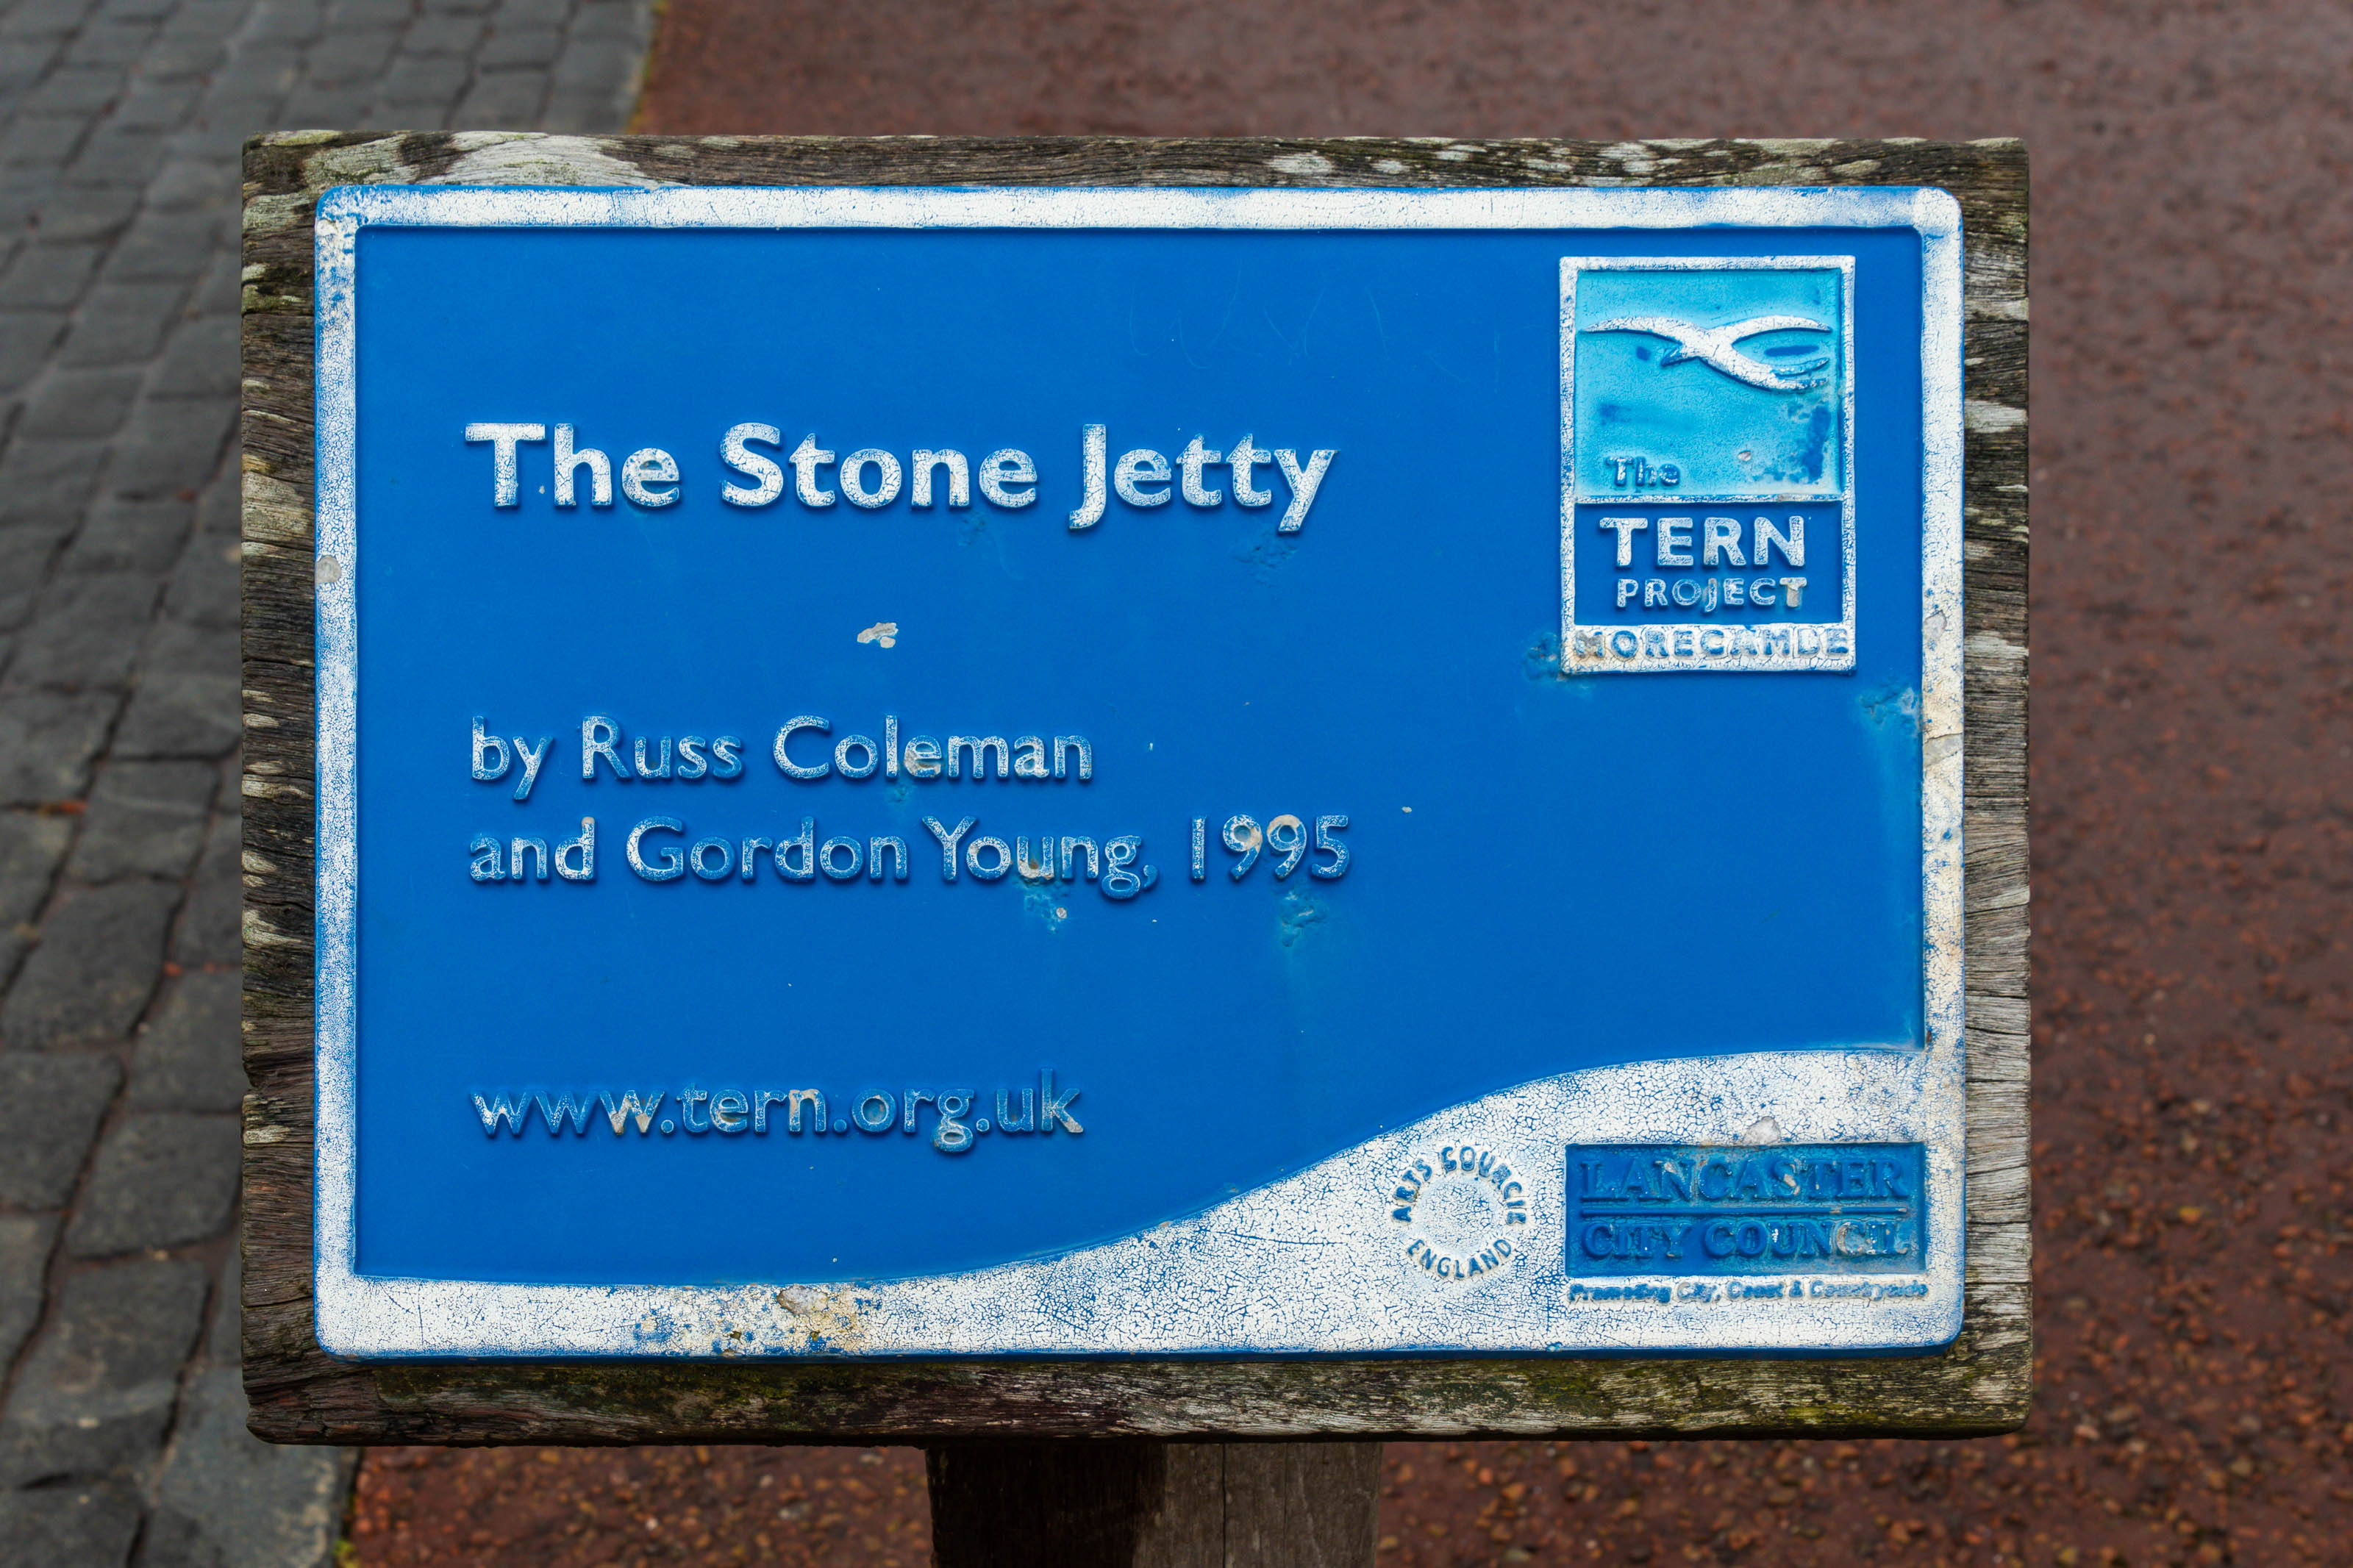 The Stone Jetty
The
TERN
PROJECT
MORECAMBE
by Russ Coleman
and Gordon Young, 1995
www.tern.org.uk
ARTS COUNCIL
ENGLAND
LANCASTER
CITY COUNCIL
Promoting City, Coast & Countryside